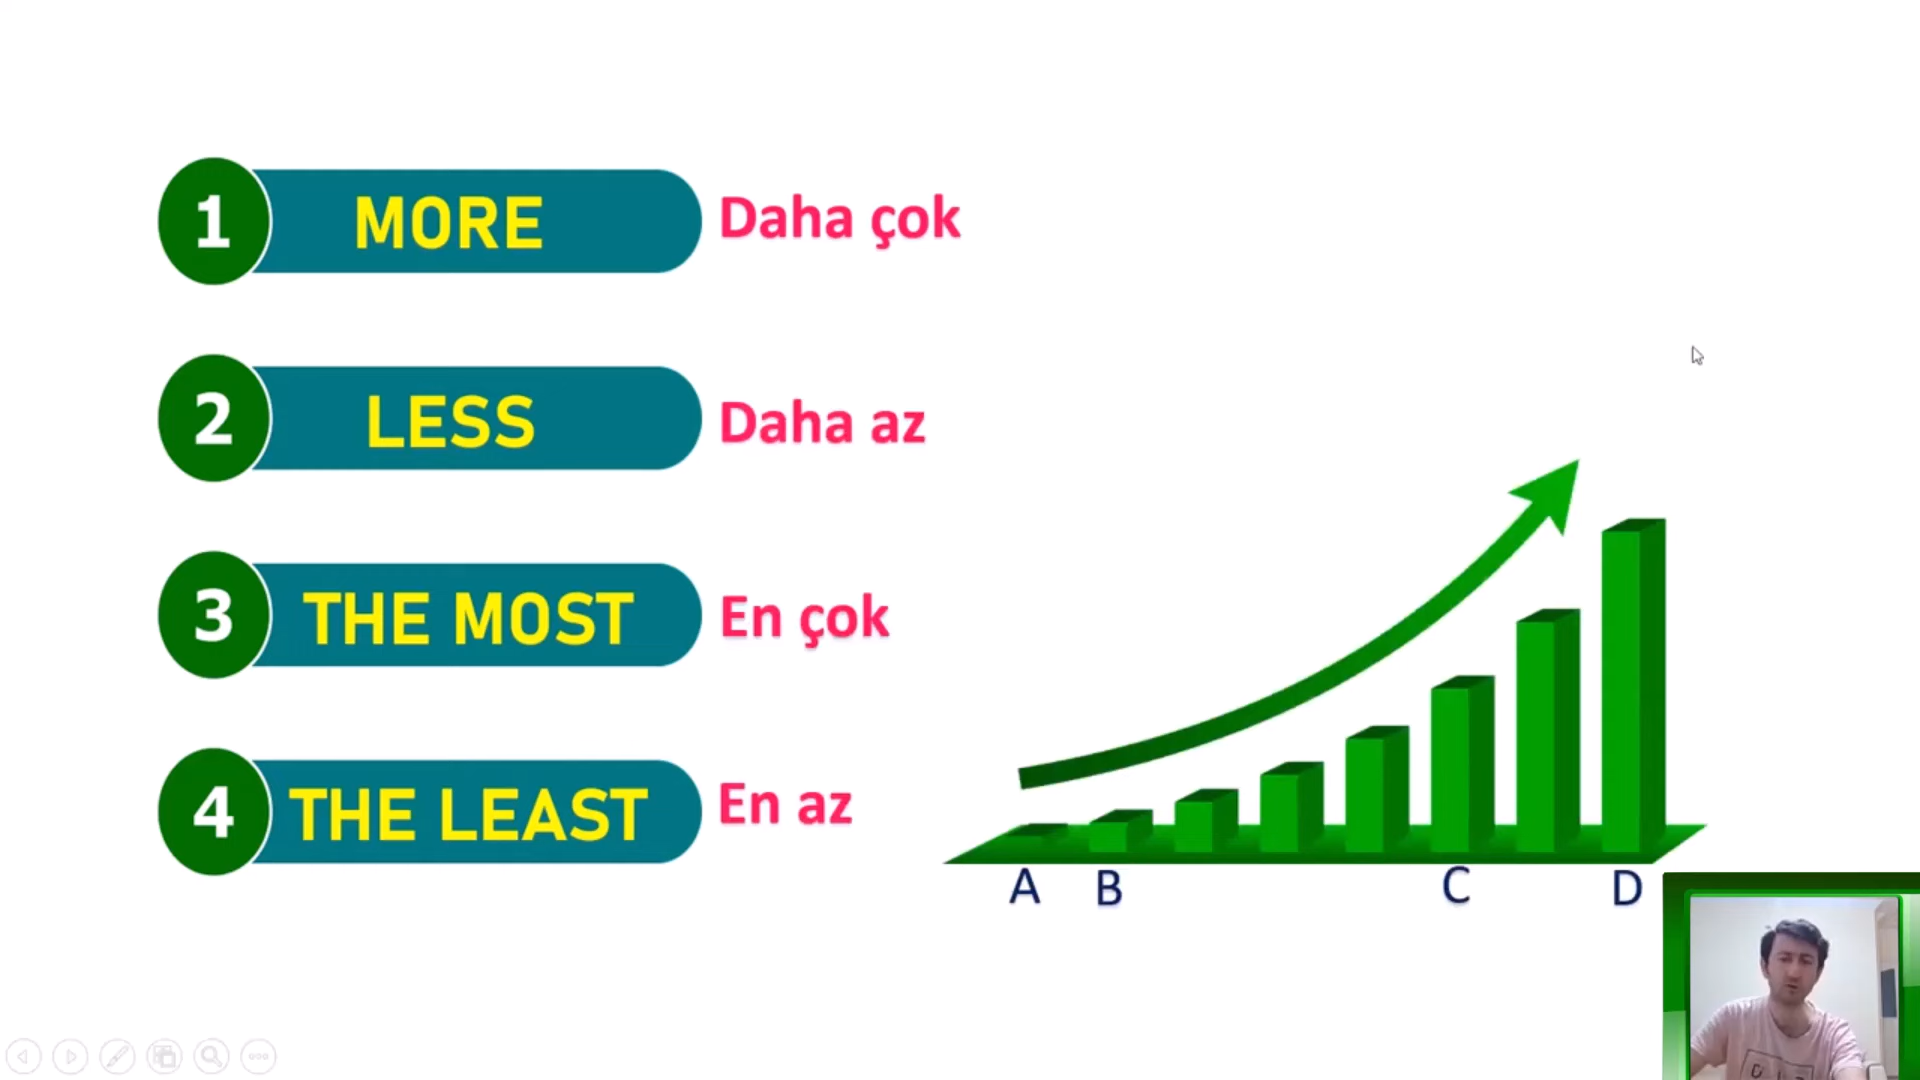 1 MORE Daha çok
2 LESS Daha az
3 THE MOST En çok
4 THE LEAST En az
A B C D